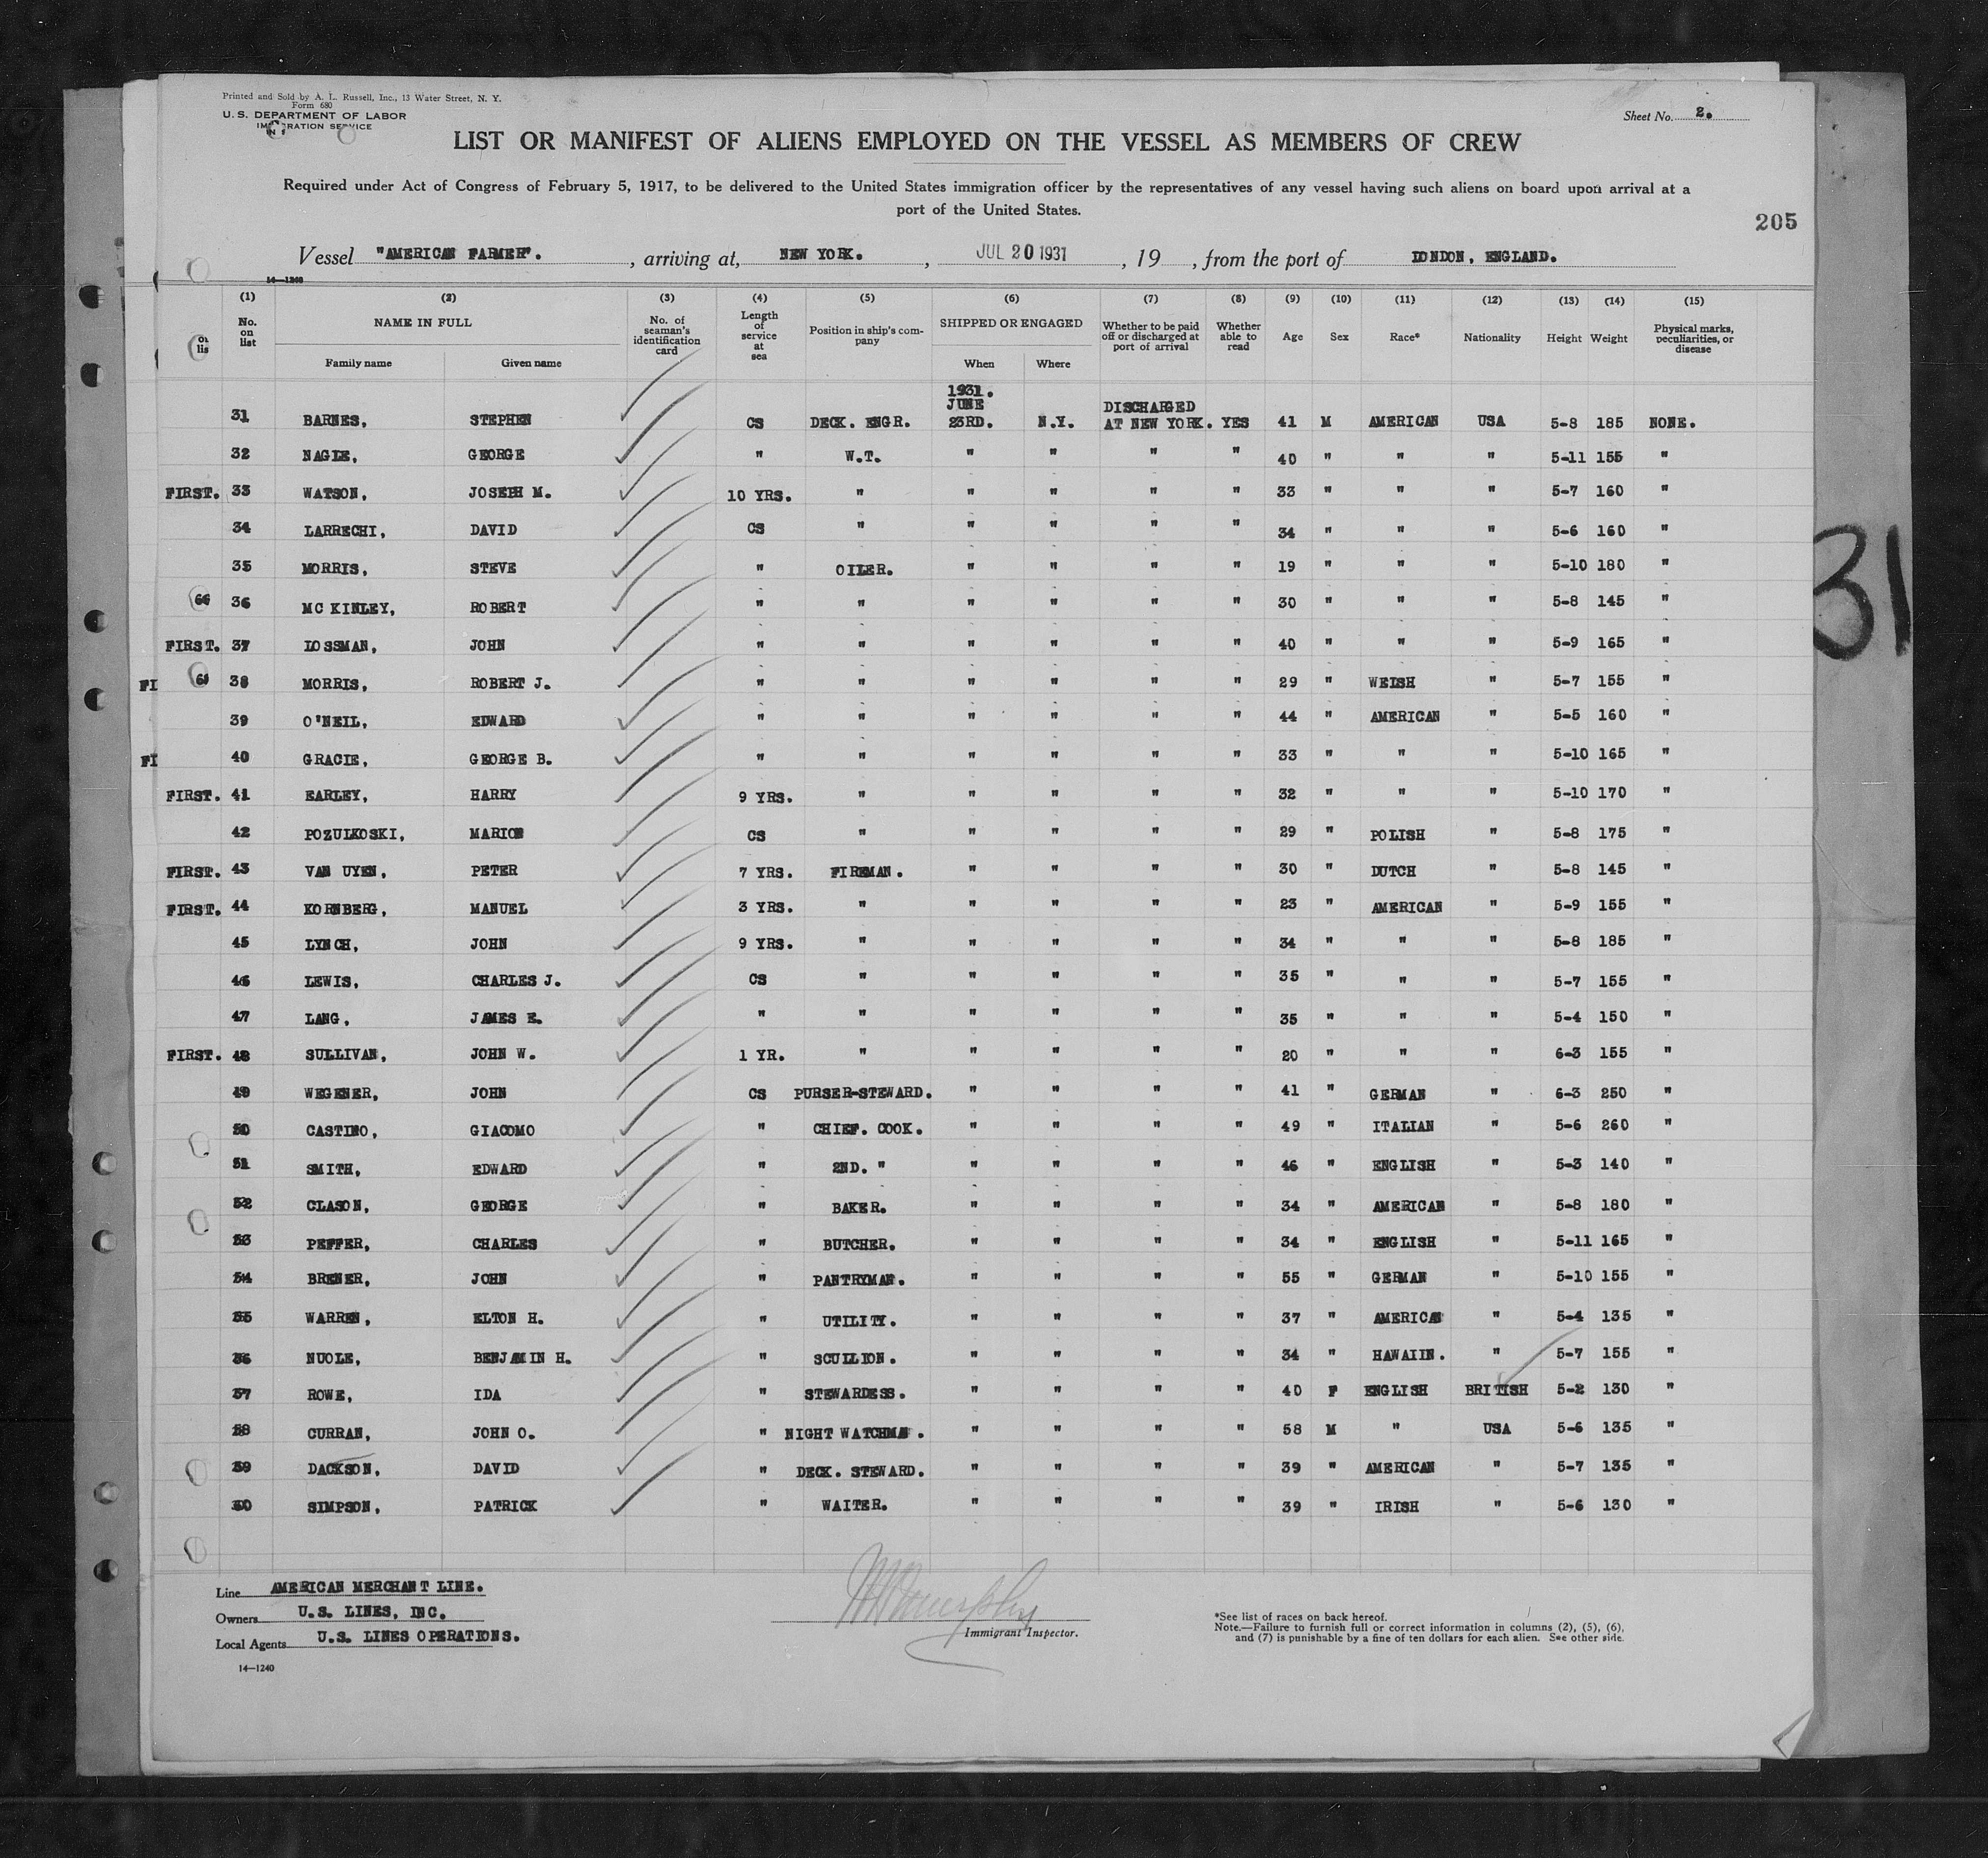 Printed and Sold by A. L. Russell, Inc., 13 Water Street, N. Y.
Form 680
U. S. DEPARTMENT OF LABOR
IMMIGRATION SERVICE
Sheet No. 2.
LIST OR MANIFEST OF ALIENS EMPLOYED ON THE VESSEL AS MEMBERS OF CREW
Required under Act of Congress of February 5, 1917, to be delivered to the United States immigration officer by the representatives of any vessel having such aliens on board upon arrival at a
port of the United States.
205
Vessel "AMERICAN FARMER". , arriving at, NEW YORK. , JUL 20 1931 , 19 , from the port of LONDON, ENGLAND.
14—1240
(1) (2) (3) (4) (5) (6) (7) (8) (9) (10) (11) (12) (13) (14) (15)
No. on list NAME IN FULL Family name Given name No. of seaman's identification card Length of service at sea Position in ship's company SHIPPED OR ENGAGED When Where Whether to be paid off or discharged at port of arrival Whether able to read Age Sex Race* Nationality Height Weight Physical marks, peculiarities, or disease
1931.
JUNE DISCHARGED
31 BARNES, STEPHEN CS DECK. ENGR. 23RD. N.Y. AT NEW YORK. YES 41 M AMERICAN USA 5-8 185 NONE.
32 NAGLE, GEORGE " W.T. " " " " 40 " " " 5-11 155 "
FIRST. 33 WATSON, JOSEPH M. 10 YRS. " " " " " 33 " " " 5-7 160 "
34 LARRECHI, DAVID CS " " " " " 34 " " " 5-6 160 "
35 MORRIS, STEVE " OILER. " " " " 19 " " " 5-10 180 "
36 MC KINLEY, ROBERT " " " " " " 30 " " " 5-8 145 "
FIRST. 37 LOSSMAN, JOHN " " " " " " 40 " " " 5-9 165 "
FI 38 MORRIS, ROBERT J. " " " " " " 29 " WELSH " 5-7 155 "
39 O'NEIL, EDWARD " " " " " " 44 " AMERICAN " 5-5 160 "
FI 40 GRACIE, GEORGE B. " " " " " " 33 " " " 5-10 165 "
FIRST. 41 EARLEY, HARRY 9 YRS. " " " " " 32 " " " 5-10 170 "
42 POZULKOSKI, MARION CS " " " " " 29 " POLISH " 5-8 175 "
FIRST. 43 VAN UYEN, PETER 7 YRS. FIREMAN. " " " " 30 " DUTCH " 5-8 145 "
FIRST. 44 KORNBERG, MANUEL 3 YRS. " " " " " 23 " AMERICAN " 5-9 155 "
45 LYNCH, JOHN 9 YRS. " " " " " 34 " " " 5-8 185 "
46 LEWIS, CHARLES J. CS " " " " " 35 " " " 5-7 155 "
47 LANG, JAMES E. " " " " " " 35 " " " 5-4 150 "
FIRST. 48 SULLIVAN, JOHN W. 1 YR. " " " " " 20 " " " 6-3 155 "
49 WEGENER, JOHN CS PURSER-STEWARD. " " " " 41 " GERMAN " 6-3 250 "
50 CASTINO, GIACOMO " CHIEF. COOK. " " " " 49 " ITALIAN " 5-6 260 "
51 SMITH, EDWARD " 2ND. " " " " " 46 " ENGLISH " 5-3 140 "
52 CLASON, GEORGE " BAKER. " " " " 34 " AMERICAN " 5-8 180 "
53 PEFFER, CHARLES " BUTCHER. " " " " 34 " ENGLISH " 5-11 165 "
54 BRENER, JOHN " PANTRYMAN. " " " " 55 " GERMAN " 5-10 155 "
55 WARREN, ELTON H. " UTILITY. " " " " 37 " AMERICAN " 5-4 135 "
56 NUOLE, BENJAMIN H. " SCULLION. " " " " 34 " HAWAIIN. " 5-7 155 "
57 ROWE, IDA " STEWARDESS. " " " " 40 F ENGLISH BRITISH 5-2 130 "
58 CURRAN, JOHN O. " NIGHT WATCHMAN. " " " " 58 M " USA 5-6 135 "
59 DACKSON, DAVID " DECK. STEWARD. " " " " 39 " AMERICAN " 5-7 135 "
60 SIMPSON, PATRICK " WAITER. " " " " 39 " IRISH " 5-6 130 "
31
Line AMERICAN MERCHANT LINE.
Owners U.S. LINES, INC.
Local Agents U.S. LINES OPERATIONS.
14—1240
Immigrant Inspector.
*See list of races on back hereof.
Note.—Failure to furnish full or correct information in columns (2), (5), (6),
and (7) is punishable by a fine of ten dollars for each alien. See other side.